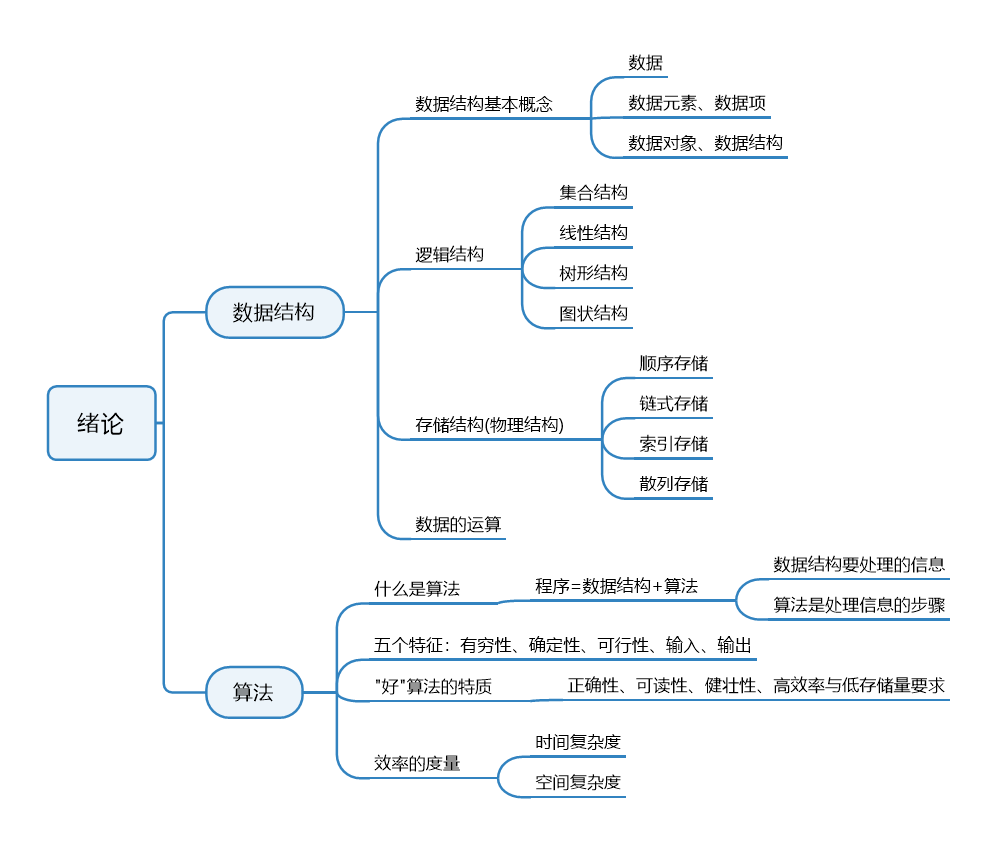 绪论
数据结构
数据结构基本概念
数据
数据元素、数据项
数据对象、数据结构
逻辑结构
集合结构
线性结构
树形结构
图状结构
存储结构(物理结构)
顺序存储
链式存储
索引存储
散列存储
数据的运算
算法
什么是算法
程序=数据结构+算法
数据结构要处理的信息
算法是处理信息的步骤
五个特征：有穷性、确定性、可行性、输入、输出
"好"算法的特质
正确性、可读性、健壮性、高效率与低存储量要求
效率的度量
时间复杂度
空间复杂度